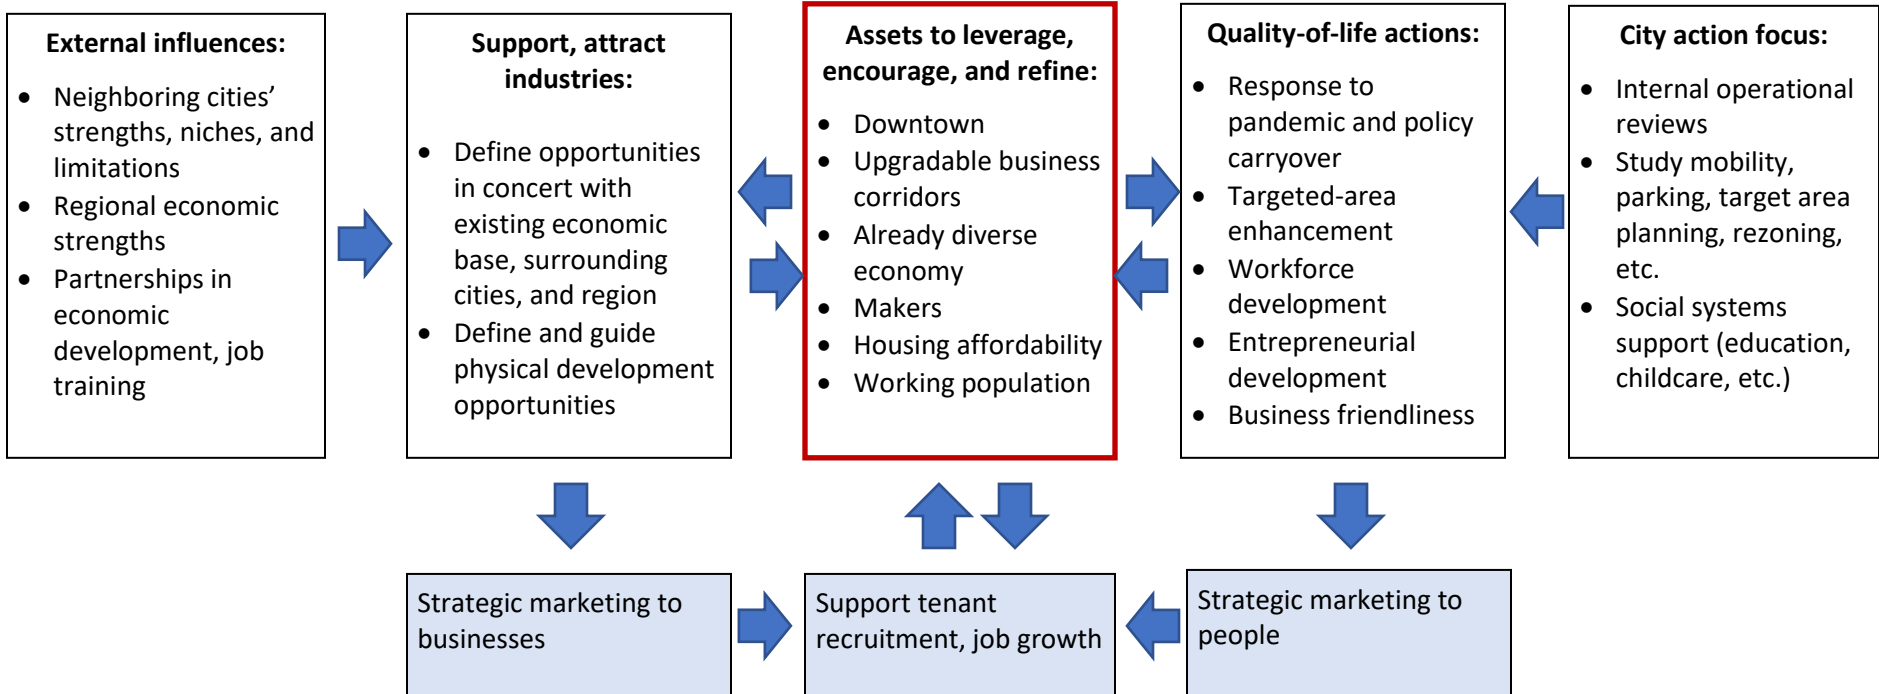 External influences:
• Neighboring cities’
strengths, niches, and
limitations
• Regional economic
strengths
• Partnerships in
economic
development, job
training
Support, attract
industries:
• Define opportunities
in concert with
existing economic
base, surrounding
cities, and region
• Define and guide
physical development
opportunities
Assets to leverage,
encourage, and refine:
• Downtown
• Upgradable business
corridors
• Already diverse
economy
• Makers
• Housing affordability
• Working population
Quality-of-life actions:
• Response to
pandemic and policy
carryover
• Targeted-area
enhancement
• Workforce
development
• Entrepreneurial
development
• Business friendliness
City action focus:
• Internal operational
reviews
• Study mobility,
parking, target area
planning, rezoning,
etc.
• Social systems
support (education,
childcare, etc.)
Strategic marketing to
businesses
Support tenant
recruitment, job growth
Strategic marketing to
people